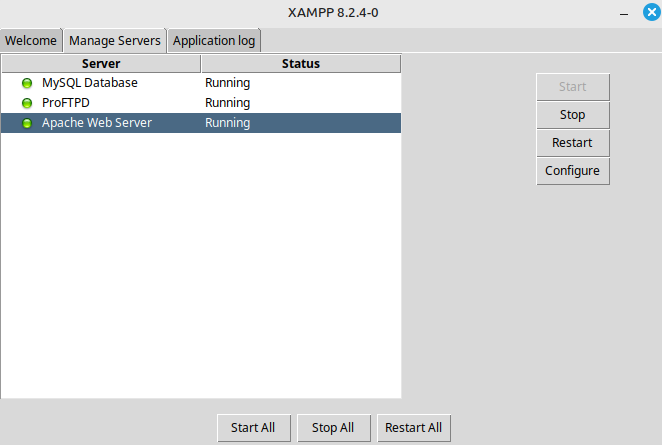 XAMPP 8.2.4-0
Welcome Manage Servers Application log
Server Status
MySQL Database Running
ProFTPD Running
Apache Web Server Running
Start
Stop
Restart
Configure
Start All Stop All Restart All